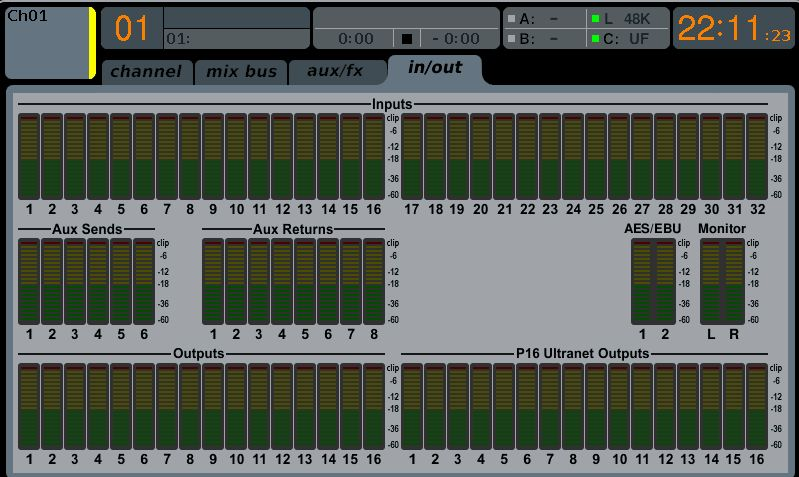 Ch01 01 01: 0:00 - 0:00 A: - L 48K 22:11:23
B: - C: UF
channel mix bus aux/fx in/out
Inputs
clip clip
-6 -6
-12 -12
-18 -18
-36 -36
-60 -60
1 2 3 4 5 6 7 8 9 10 11 12 13 14 15 16 17 18 19 20 21 22 23 24 25 26 27 28 29 30 31 32
Aux Sends Aux Returns AES/EBU Monitor
clip clip clip clip
-6 -6 -6 -6
-12 -12 -12 -12
-18 -18 -18 -18
-36 -36 -36 -36
-60 -60 -60 -60
1 2 3 4 5 6 1 2 3 4 5 6 7 8 1 2 L R
Outputs P16 Ultranet Outputs
clip clip
-6 -6
-12 -12
-18 -18
-36 -36
-60 -60
1 2 3 4 5 6 7 8 9 10 11 12 13 14 15 16 1 2 3 4 5 6 7 8 9 10 11 12 13 14 15 16